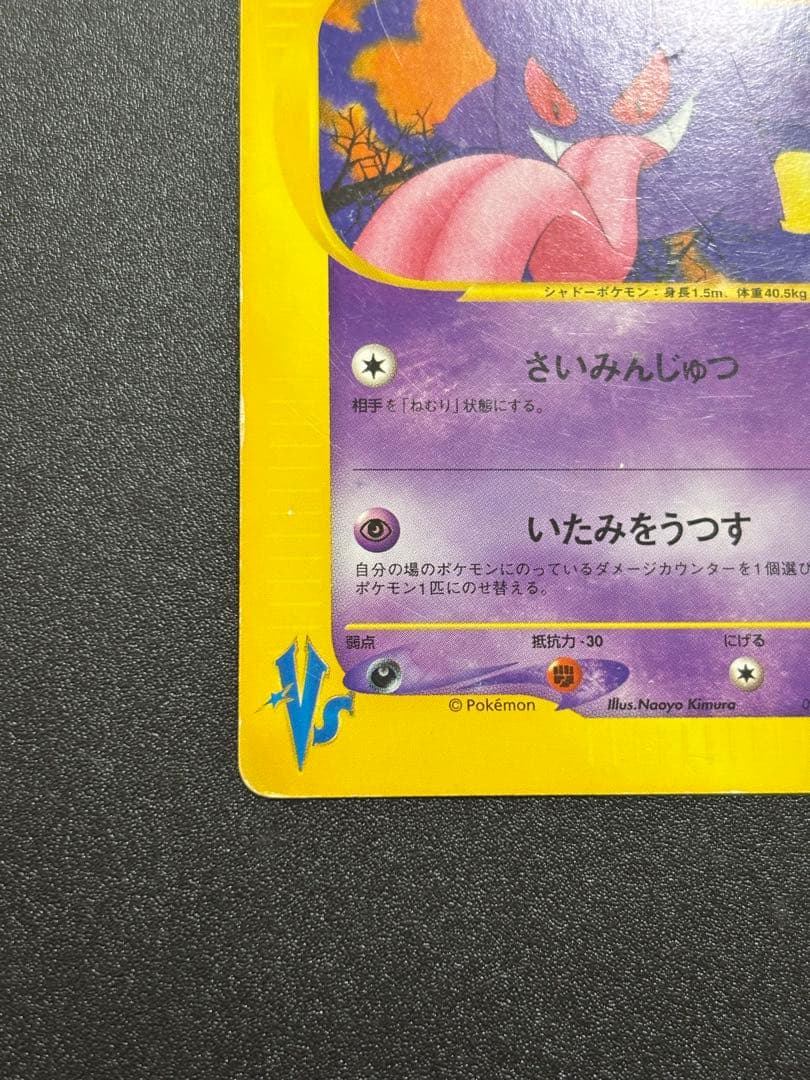 シャドーポケモン：身長1.5m、体重40.5kg
さいみんじゅつ
相手を「ねむり」状態にする。
いたみをうつす
自分の場のポケモンにのっているダメージカウンターを1個選び
ポケモン1匹にのせ替える。
弱点 抵抗力-30 にげる
VS
©Pokémon Illus.Naoyo Kimura 0